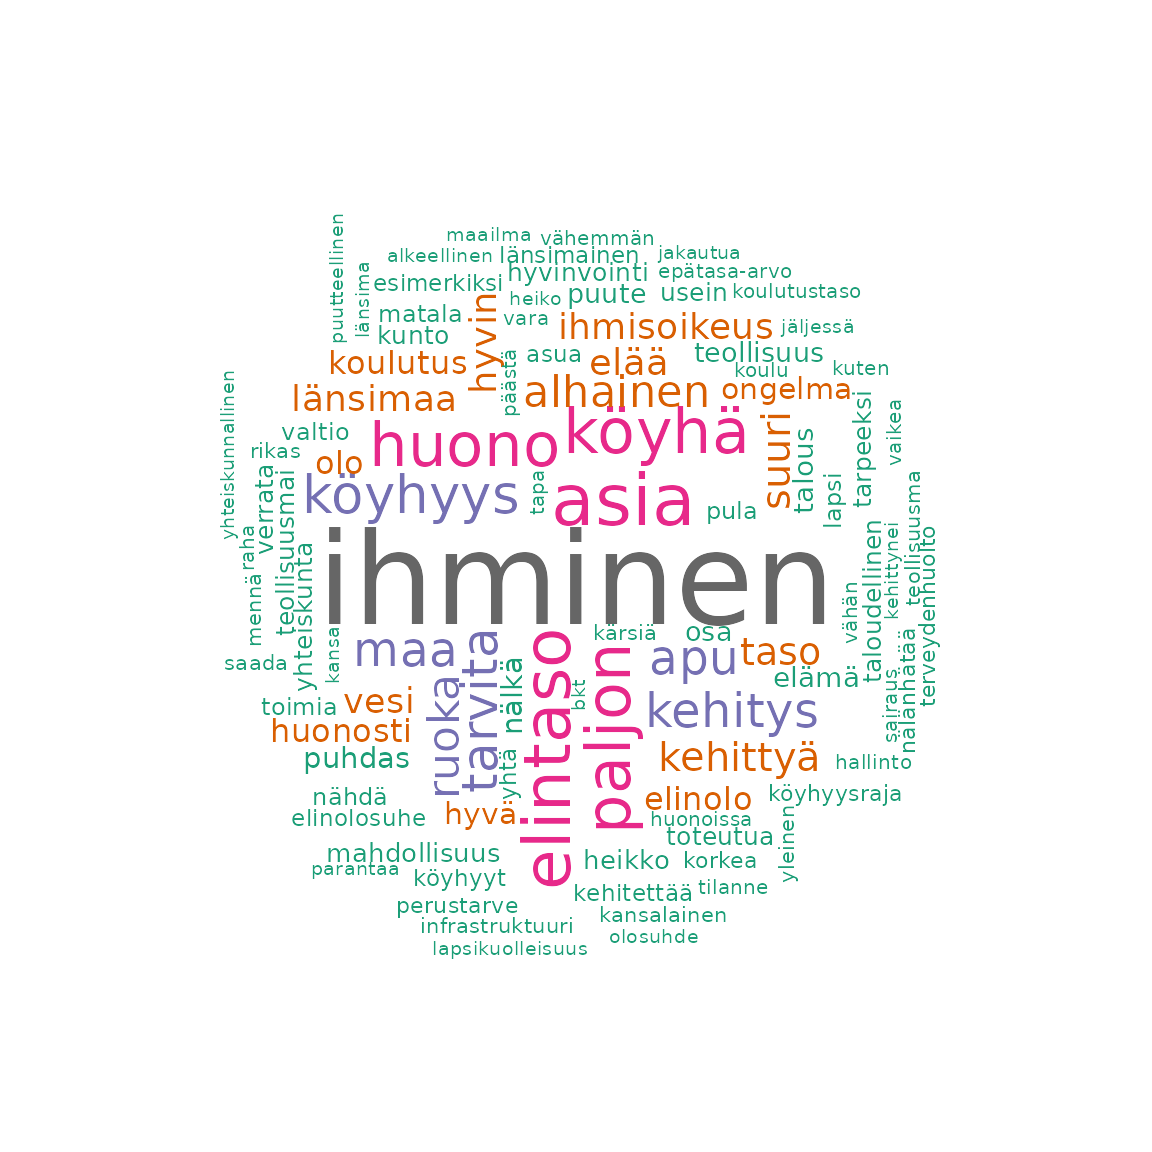 maailma
vähemmän
alkeellinen
länsimainen
jakautua
puutteellinen
länsima
esimerkiksi
hyvinvointi
epätasa-arvo
heiko
puute
usein
koulutustaso
matala
vara
hyvin
ihmisoikeus
jäljessä
kunto
koulutus
päästä
asua
elää
teollisuus
koulu
kuten
länsimaa
alhainen
ongelma
valtio
huono
köyhä
suuri
talous
tarpeeksi
vaikea
yhteiskunnallinen
rikas
olo
verrata
teollisuusmai
köyhyys
tapa
asia
pula
lapsi
raha
ihminen
taloudellinen
kehittynei
teollisuusma
terveydenhuolto
mennä
yhteiskunta
kansa
vähän
kärsiä
osa
saada
maa
tarvita
apu
taso
nälkä
elintaso
paljon
bkt
elämä
sairaus
nälänhätää
toimia
vesi
ruoka
kehitys
huonosti
puhdas
yhtä
kehittyä
hallinto
nähdä
hyvä
elinolo
köyhyysraja
elinolosuhe
huonoissa
toteutua
yleinen
mahdollisuus
heikko
korkea
parantaa
köyhyyt
kehitettää
tilanne
perustarve
kansalainen
infrastruktuuri
olosuhde
lapsikuolleisuus